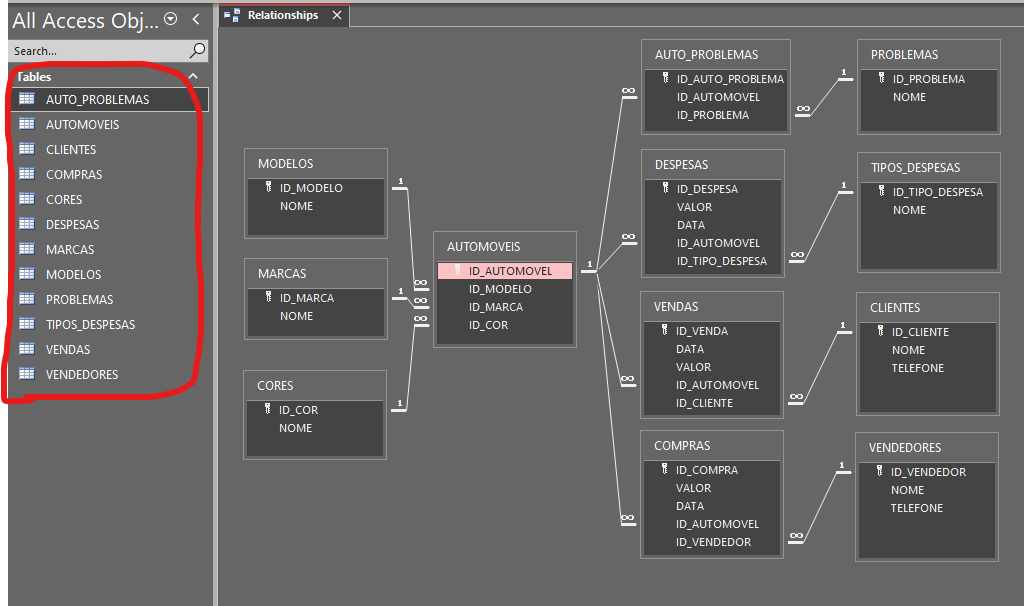 All Access Obj...
Search...
Tables
AUTO_PROBLEMAS
AUTOMOVEIS
CLIENTES
COMPRAS
CORES
DESPESAS
MARCAS
MODELOS
PROBLEMAS
TIPOS_DESPESAS
VENDAS
VENDEDORES
Relationships
MODELOS
ID_MODELO
NOME
1
∞
MARCAS
ID_MARCA
NOME
1
∞
CORES
ID_COR
NOME
1
∞
AUTOMOVEIS
ID_AUTOMOVEL
ID_MODELO
ID_MARCA
ID_COR
1
AUTO_PROBLEMAS
ID_AUTO_PROBLEMA
ID_AUTOMOVEL
ID_PROBLEMA
∞
∞
1
PROBLEMAS
ID_PROBLEMA
NOME
DESPESAS
ID_DESPESA
VALOR
DATA
ID_AUTOMOVEL
ID_TIPO_DESPESA
∞
∞
1
TIPOS_DESPESAS
ID_TIPO_DESPESA
NOME
VENDAS
ID_VENDA
DATA
VALOR
ID_AUTOMOVEL
ID_CLIENTE
∞
∞
1
CLIENTES
ID_CLIENTE
NOME
TELEFONE
COMPRAS
ID_COMPRA
VALOR
DATA
ID_AUTOMOVEL
ID_VENDEDOR
∞
∞
1
VENDEDORES
ID_VENDEDOR
NOME
TELEFONE